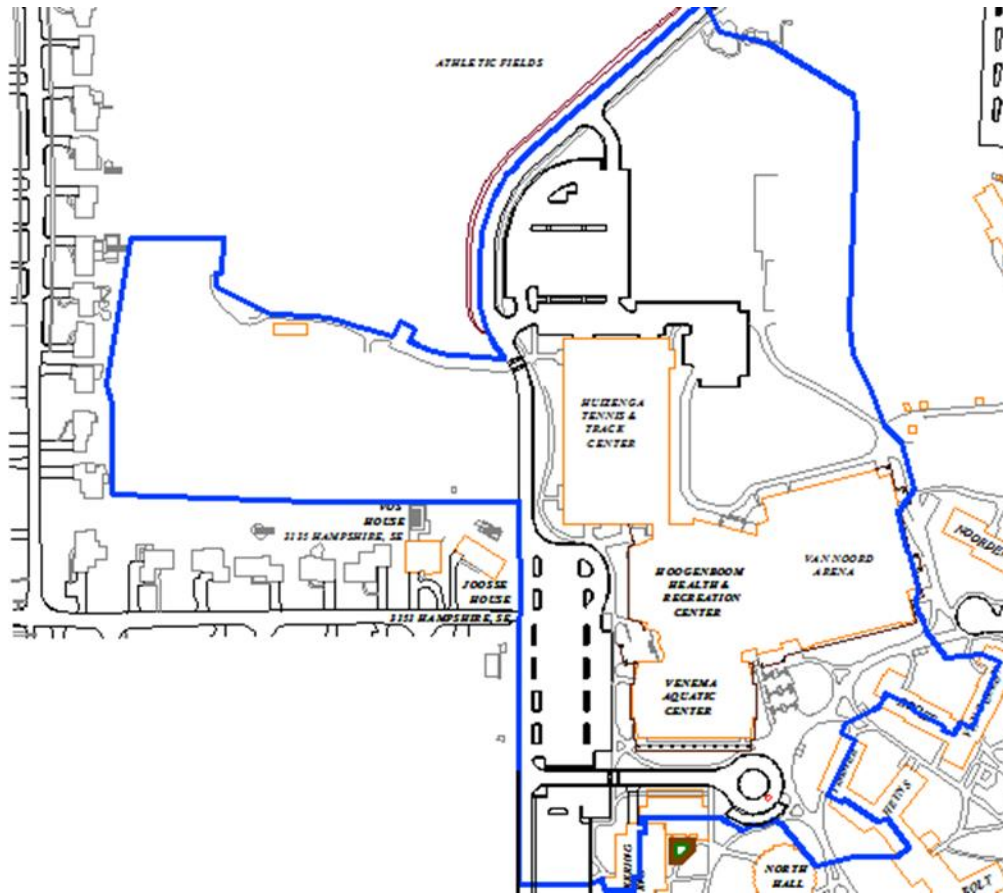 ATHLETIC FIELDS
HUIZENGA
TENNIS &
TRACK
CENTER
VOS
HOUSE
3135 HAMPSHIRE, SE
JOOSSE
HOUSE
3151 HAMPSHIRE, SE
HOOGENBOOM
HEALTH &
RECREATION
CENTER
VAN NOORD
ARENA
VENEMA
AQUATIC
CENTER
HEINS
NORTH
HALL